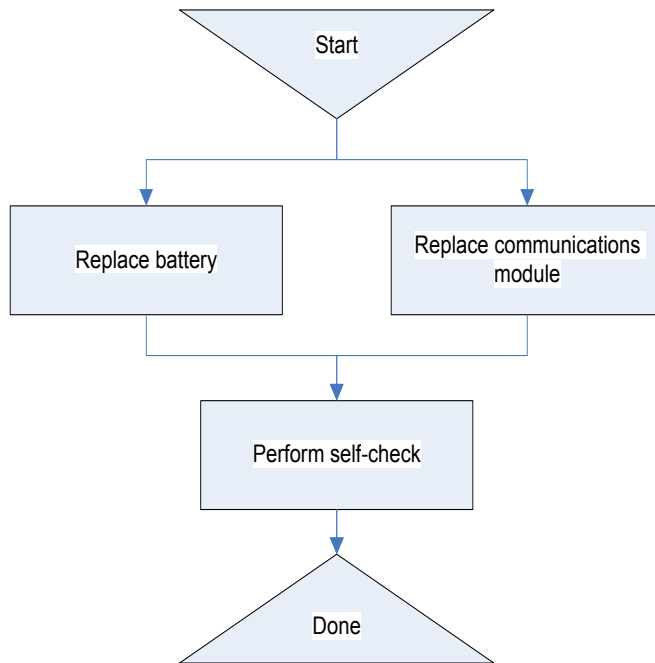 Start
Replace battery
Replace communications
module
Perform self-check
Done